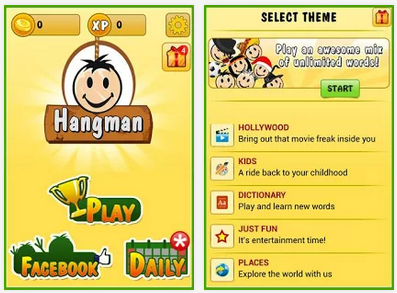 0 XP 0
4
Hangman
PLAY
FACEBOOK
DAILY
SELECT THEME
Play an awesome mix
of unlimited words!
START
HOLLYWOOD
Bring out that movie freak inside you
KIDS
A ride back to your childhood
DICTIONARY
Play and learn new words
JUST FUN
It's entertainment time!
PLACES
Explore the world with us